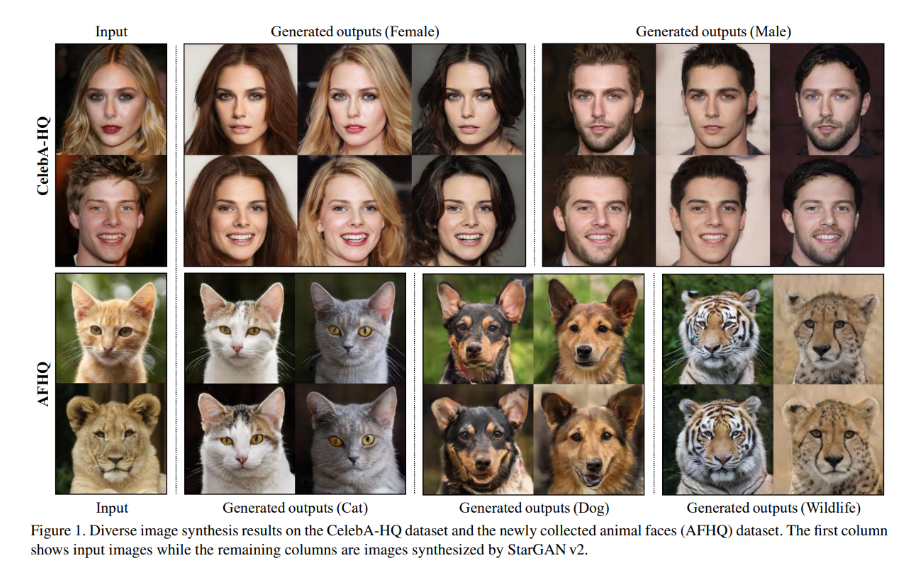 Input
Generated outputs (Female)
Generated outputs (Male)
CelebA-HQ
AFHQ
Input
Generated outputs (Cat)
Generated outputs (Dog)
Generated outputs (Wildlife)
Figure 1. Diverse image synthesis results on the CelebA-HQ dataset and the newly collected animal faces (AFHQ) dataset. The first column
shows input images while the remaining columns are images synthesized by StarGAN v2.